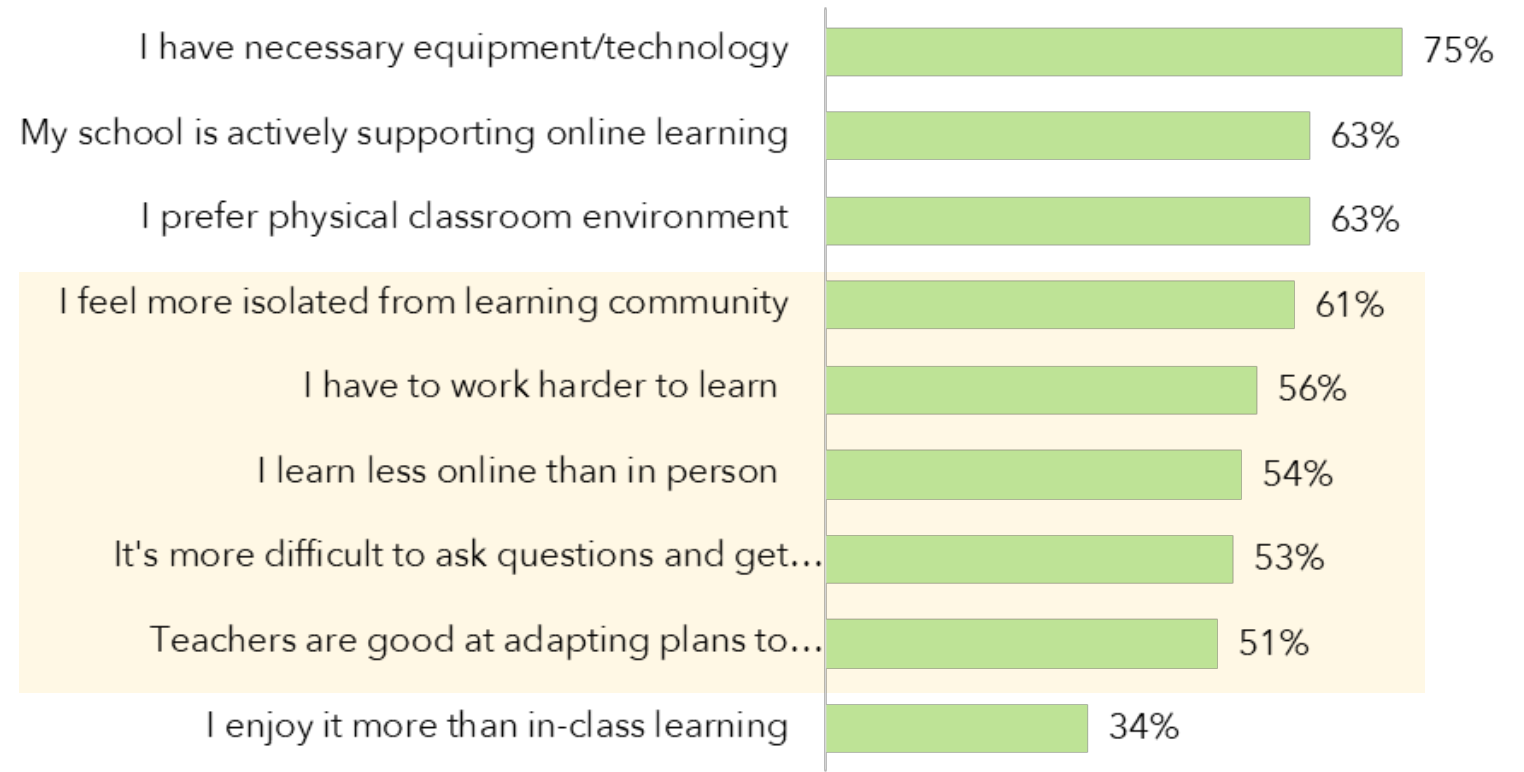 I have necessary equipment/technology 75%
My school is actively supporting online learning 63%
I prefer physical classroom environment 63%
I feel more isolated from learning community 61%
I have to work harder to learn 56%
I learn less online than in person 54%
It's more difficult to ask questions and get... 53%
Teachers are good at adapting plans to... 51%
I enjoy it more than in-class learning 34%